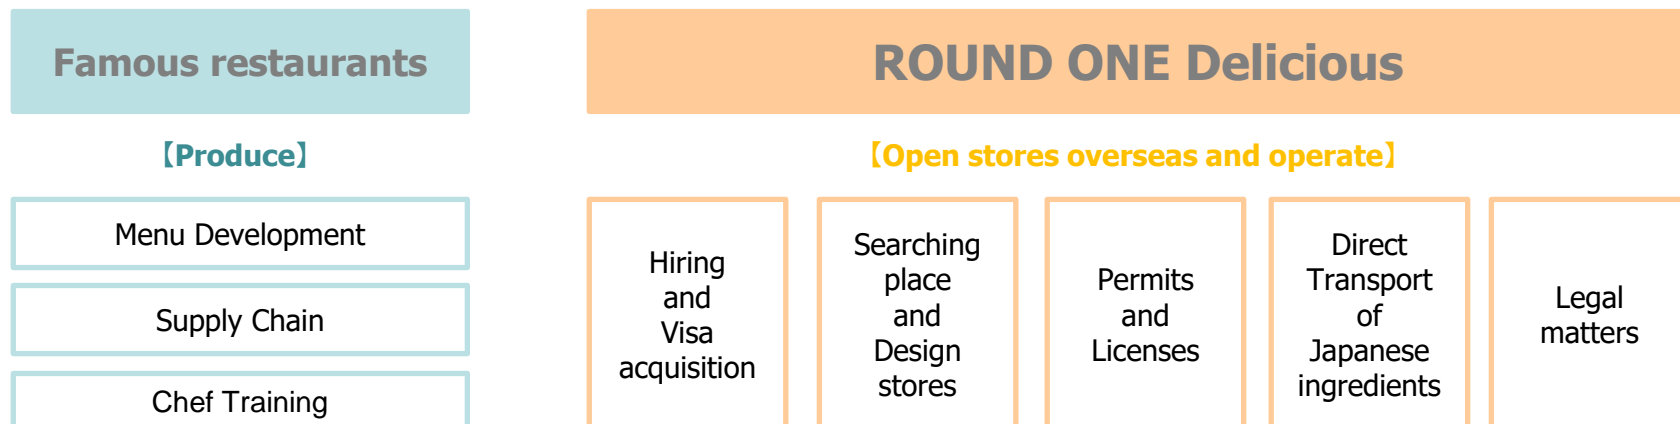 Famous restaurants
【Produce】
Menu Development
Supply Chain
Chef Training
ROUND ONE Delicious
【Open stores overseas and operate】
Hiring
and
Visa
acquisition
Searching
place
and
Design
stores
Permits
and
Licenses
Direct
Transport
of
Japanese
ingredients
Legal
matters